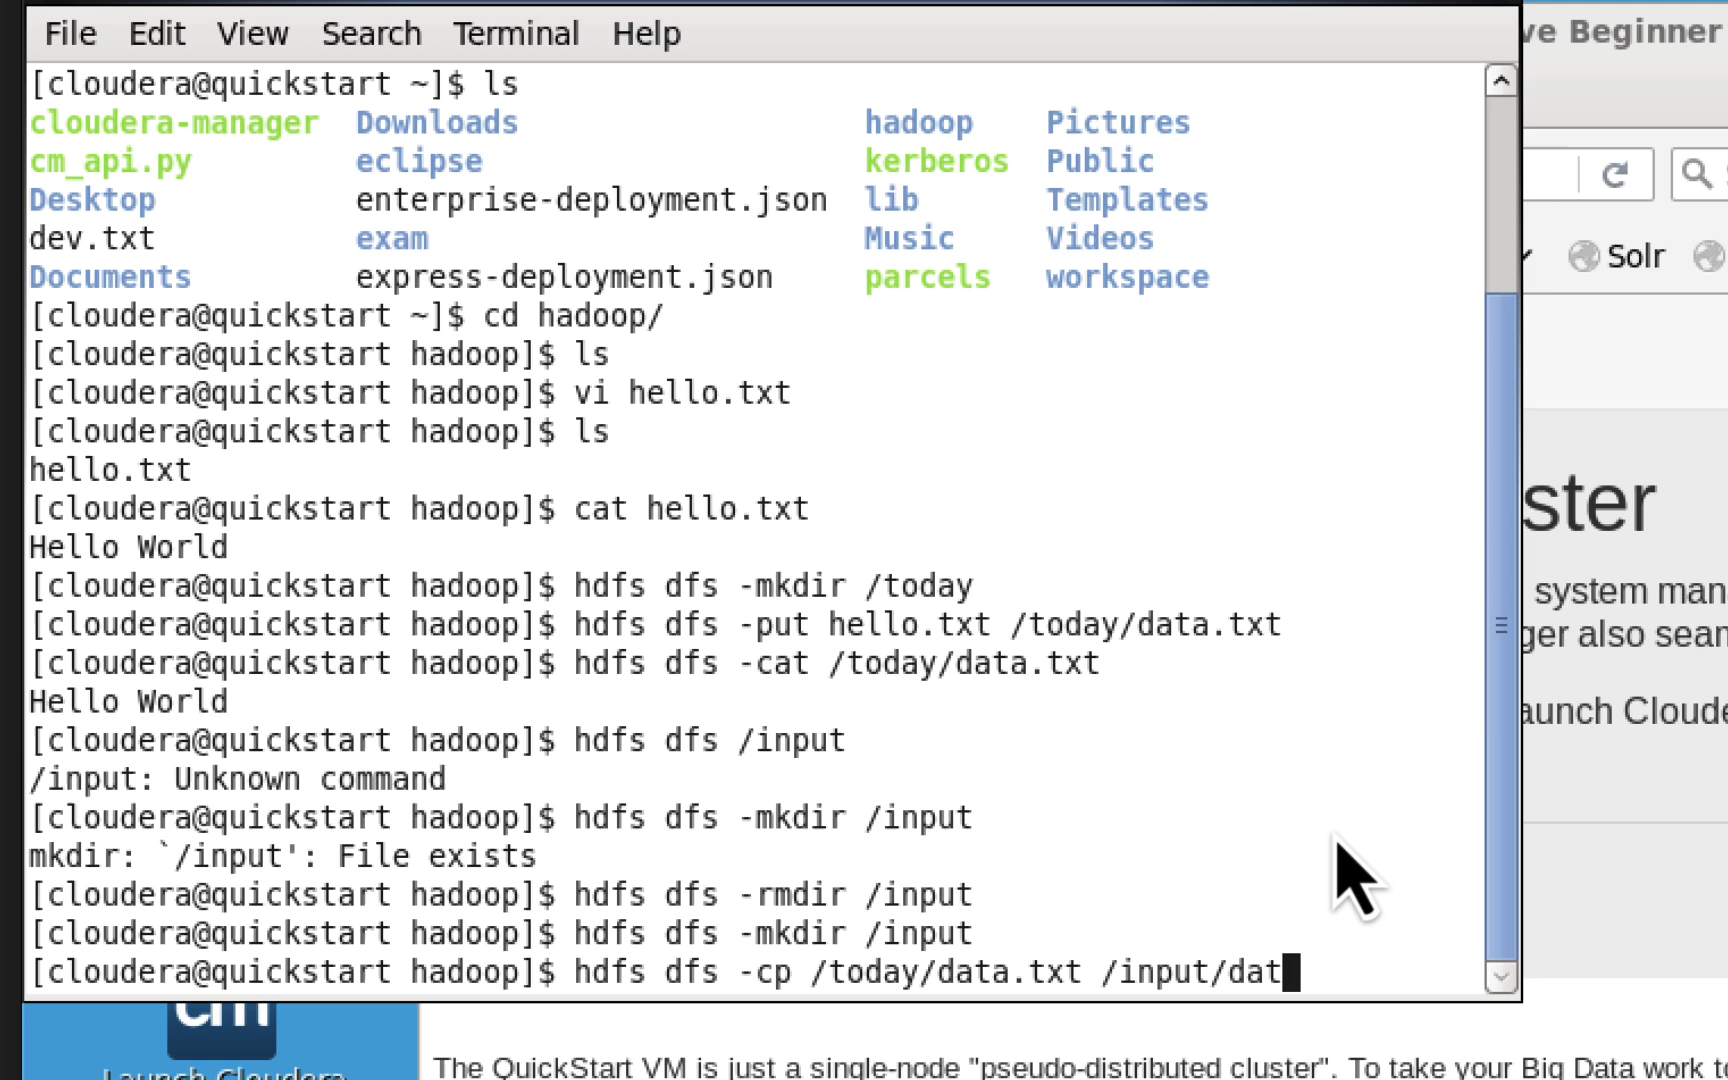 File Edit View Search Terminal Help
ve Beginner
[cloudera@quickstart ~]$ ls
cloudera-manager Downloads hadoop Pictures
cm_api.py eclipse kerberos Public
Desktop enterprise-deployment.json lib Templates
dev.txt exam Music Videos
Solr
Documents express-deployment.json parcels workspace
[cloudera@quickstart ~]$ cd hadoop/
[cloudera@quickstart hadoop]$ ls
[cloudera@quickstart hadoop]$ vi hello.txt
[cloudera@quickstart hadoop]$ ls
hello.txt
[cloudera@quickstart hadoop]$ cat hello.txt
Hello World
[cloudera@quickstart hadoop]$ hdfs dfs -mkdir /today
[cloudera@quickstart hadoop]$ hdfs dfs -put hello.txt /today/data.txt
[cloudera@quickstart hadoop]$ hdfs dfs -cat /today/data.txt
Hello World
[cloudera@quickstart hadoop]$ hdfs dfs /input
/input: Unknown command
[cloudera@quickstart hadoop]$ hdfs dfs -mkdir /input
mkdir: `/input': File exists
[cloudera@quickstart hadoop]$ hdfs dfs -rmdir /input
[cloudera@quickstart hadoop]$ hdfs dfs -mkdir /input
[cloudera@quickstart hadoop]$ hdfs dfs -cp /today/data.txt /input/dat
ster
system man
ger also sear
aunch Cloude
cm
Launch Cloudera
The QuickStart VM is just a single-node "pseudo-distributed cluster". To take your Big Data work to